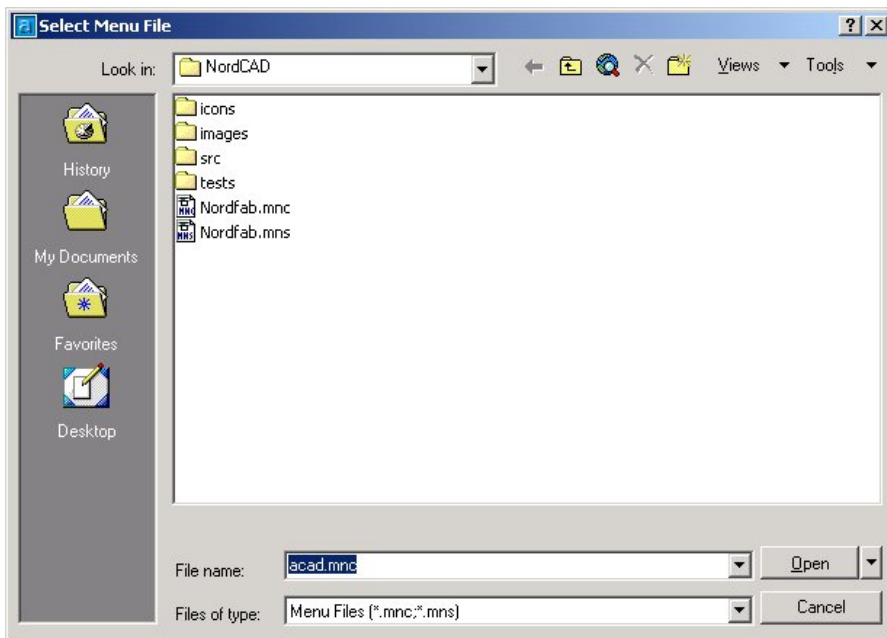 Select Menu File
Look in: NordCAD Views Tools
History
My Documents
Favorites
Desktop
icons
images
src
tests
Nordfab.mnc
Nordfab.mns
File name: acad.mnc Open
Files of type: Menu Files (*.mnc;*.mns) Cancel